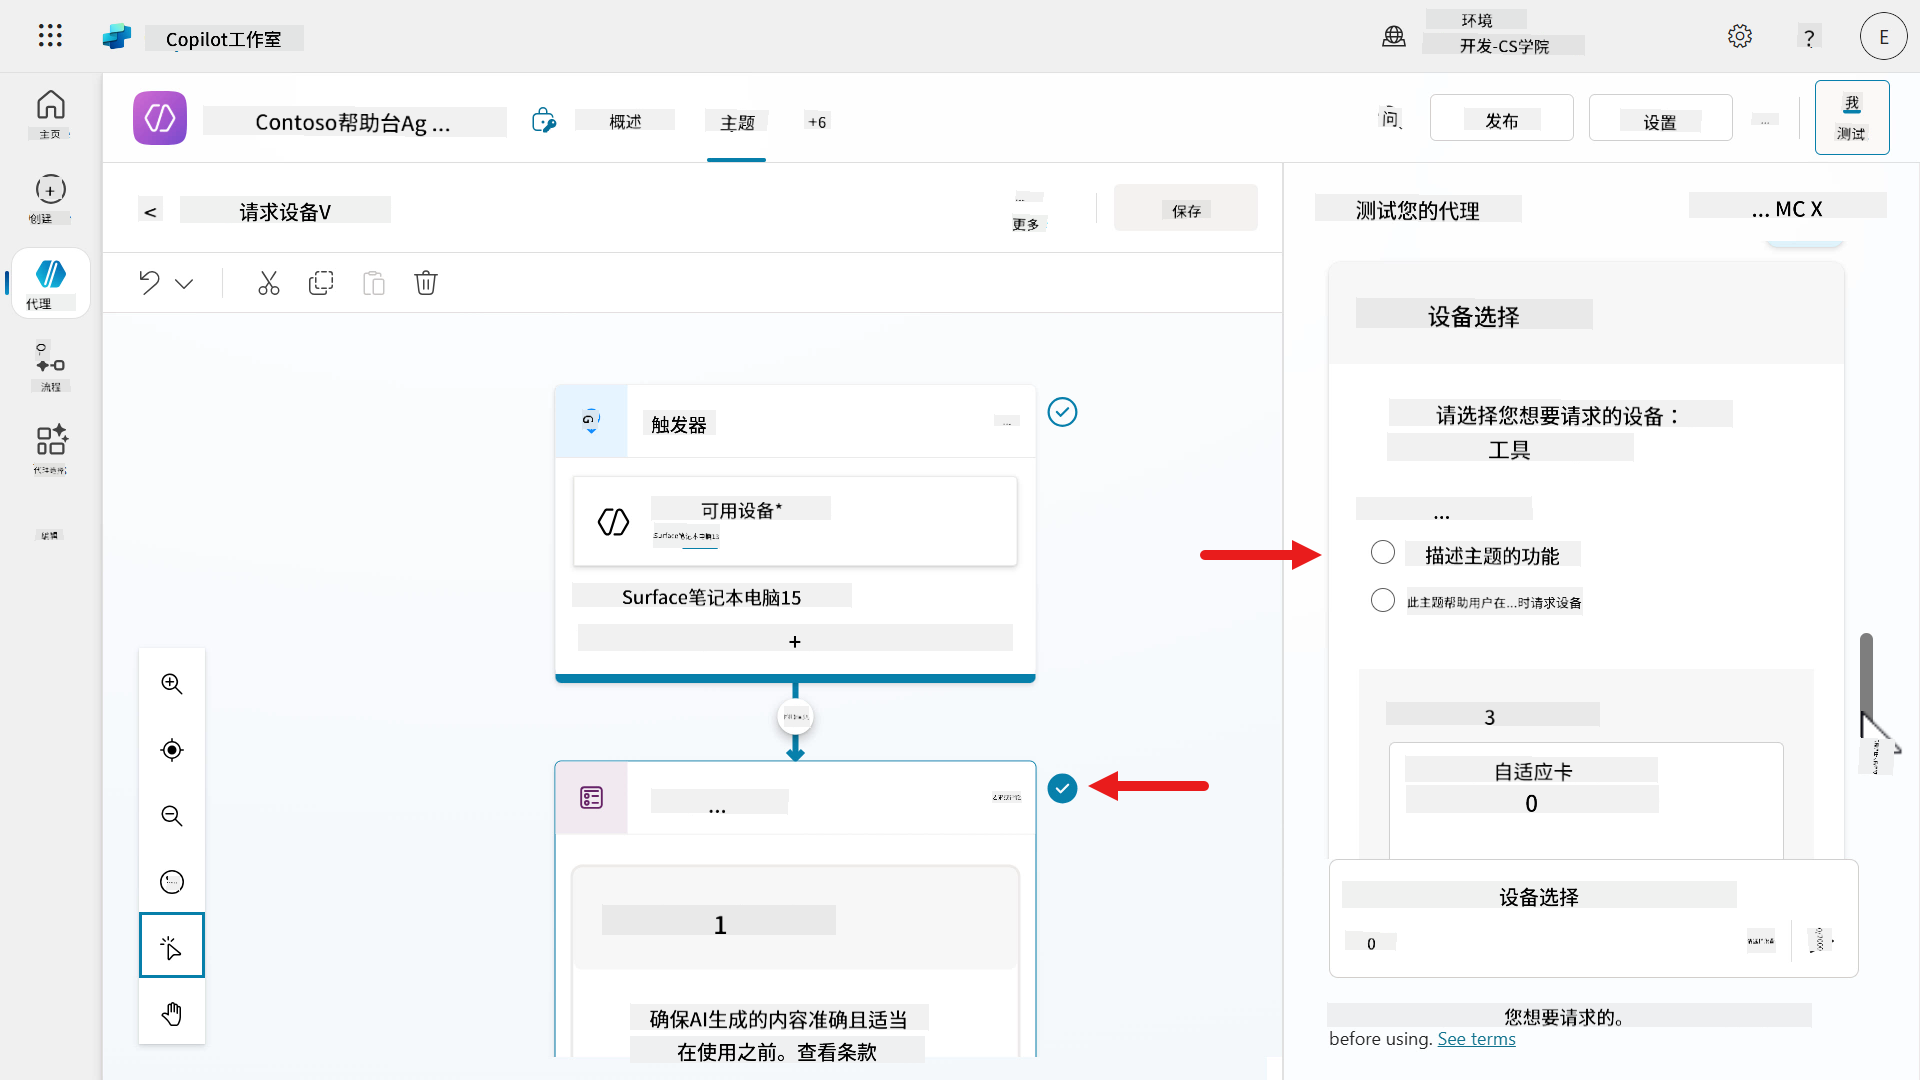 Copilot工作室
环境
开发-CS学院
?
E
主页
创建
代理
流程
编辑
Contoso帮助台Ag ...
概述
主题
+6
问
发布
设置
...
我
测试
<
请求设备V
...
更多
保存
触发器
...
可用设备*
Surface笔记本电脑13
Surface笔记本电脑15
+
...
1
确保AI生成的内容准确且适当
在使用之前。查看条款
测试您的代理
... MC X
设备选择
请选择您想要请求的设备：
工具
...
描述主题的功能
此主题帮助用户在...时请求设备
3
自适应卡
0
设备选择
0
您想要请求的。
before using. See terms